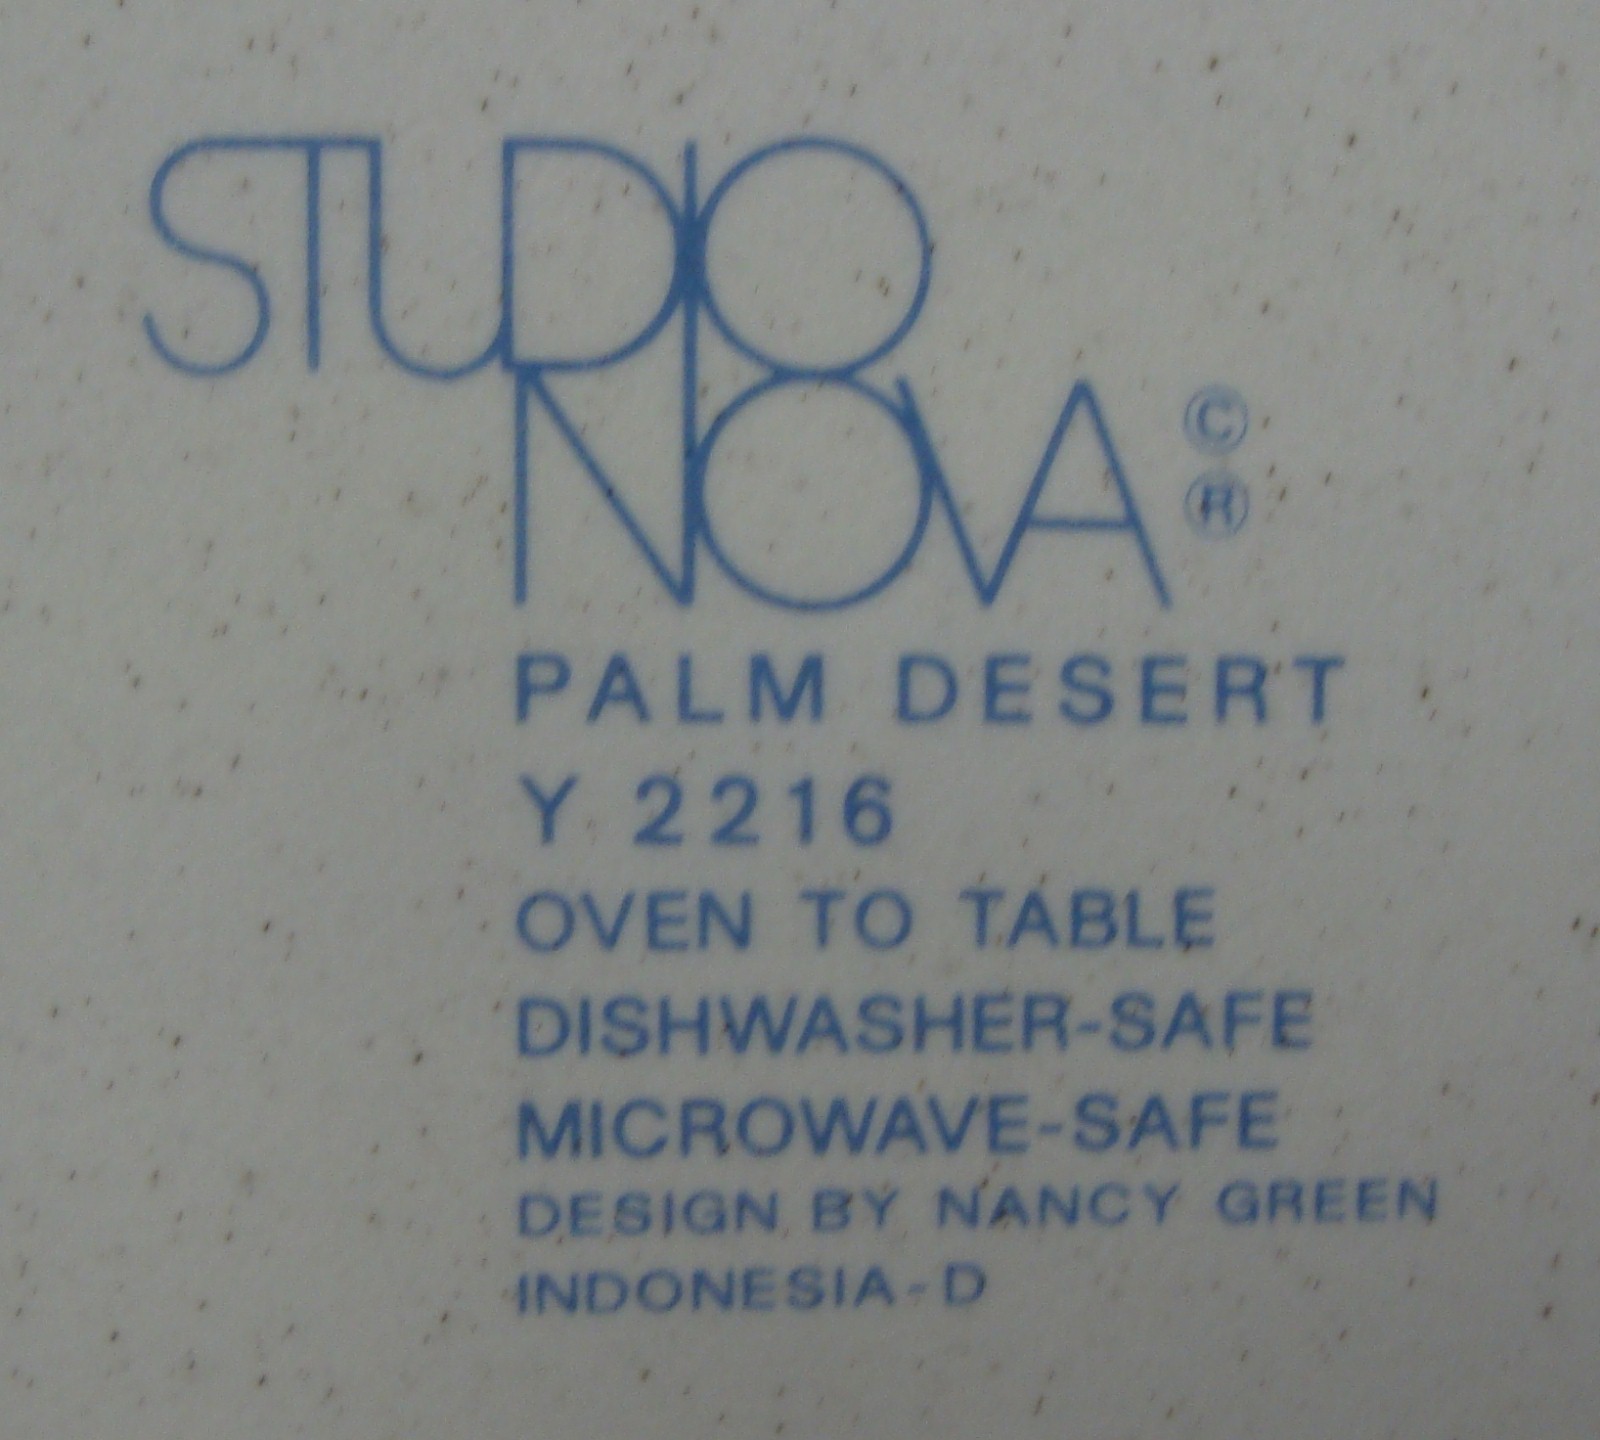 STUDIO
NOVA ©
®
PALM DESERT
Y 2216
OVEN TO TABLE
DISHWASHER-SAFE
MICROWAVE-SAFE
DESIGN BY NANCY GREEN
INDONESIA-D